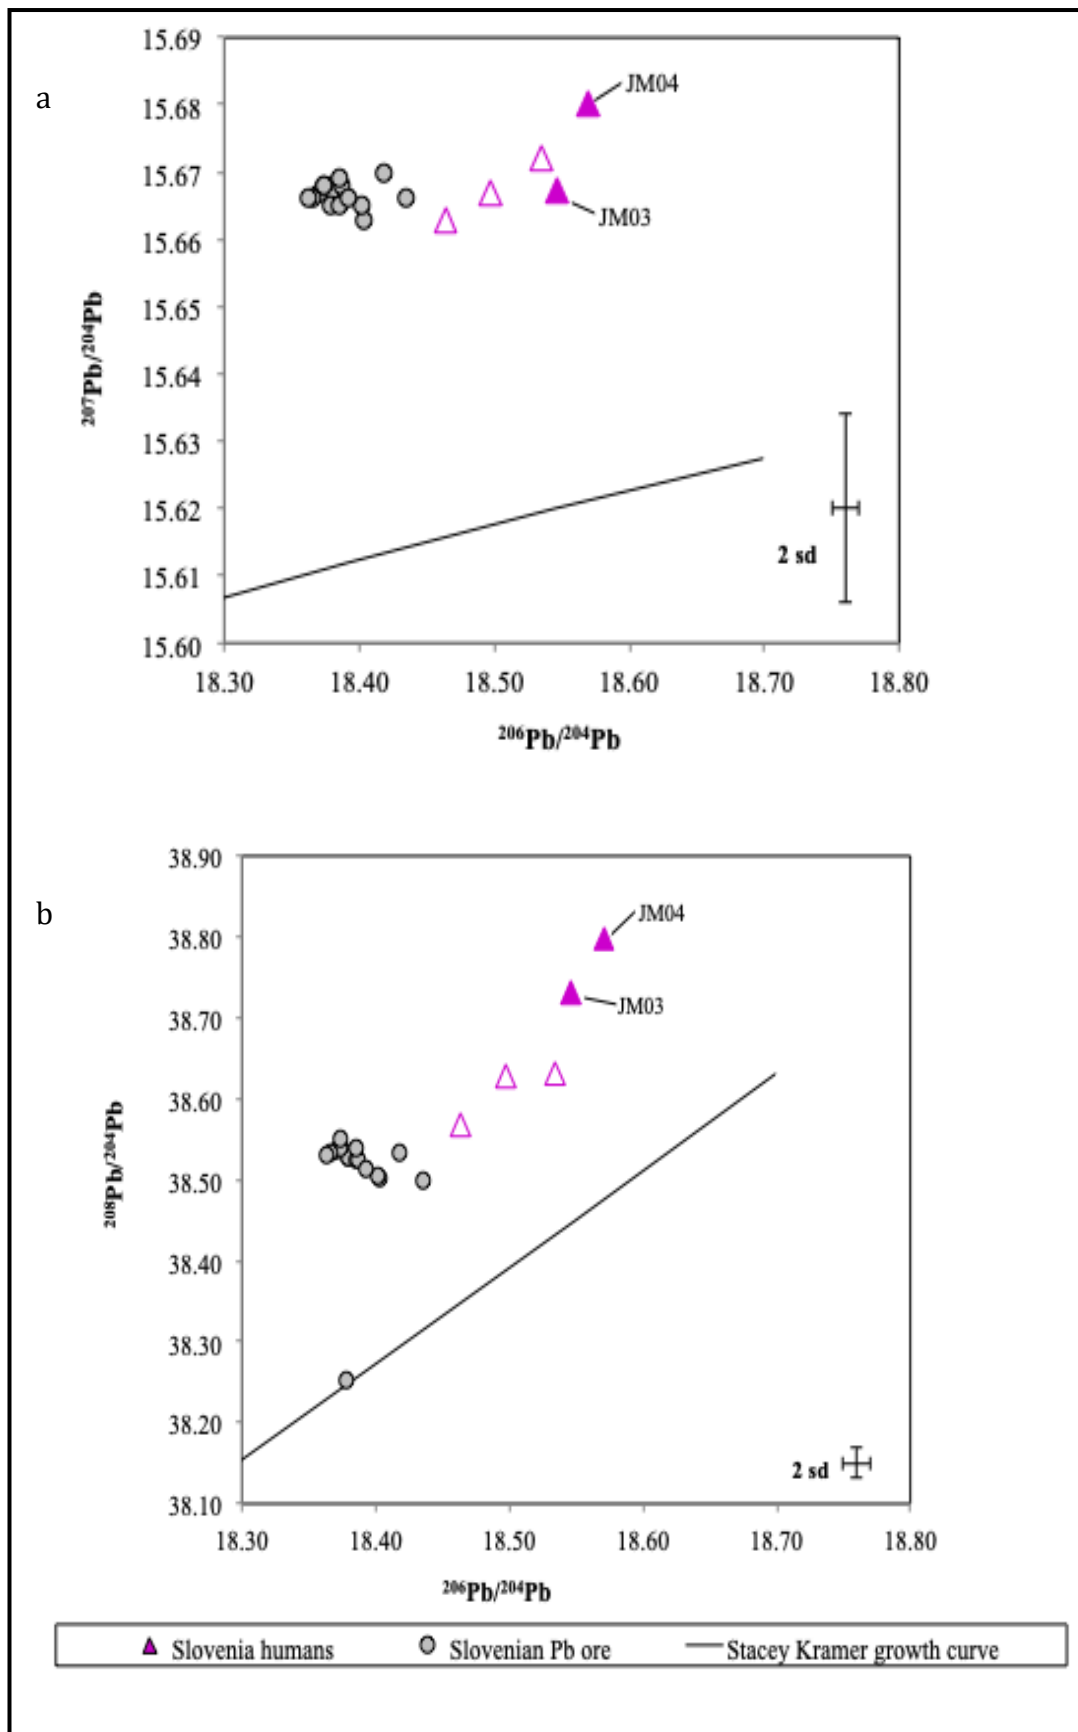 a
15.69
15.68
15.67
15.66
15.65
15.64
15.63
15.62
15.61
15.60
²⁰⁷Pb/²⁰⁴Pb
JM04
JM03
2 sd
18.30 18.40 18.50 18.60 18.70 18.80
²⁰⁶Pb/²⁰⁴Pb
b
38.90
38.80
38.70
38.60
38.50
38.40
38.30
38.20
38.10
²⁰⁸Pb/²⁰⁴Pb
JM04
JM03
2 sd
18.30 18.40 18.50 18.60 18.70 18.80
²⁰⁶Pb/²⁰⁴Pb
Slovenia humans Slovenian Pb ore Stacey Kramer growth curve